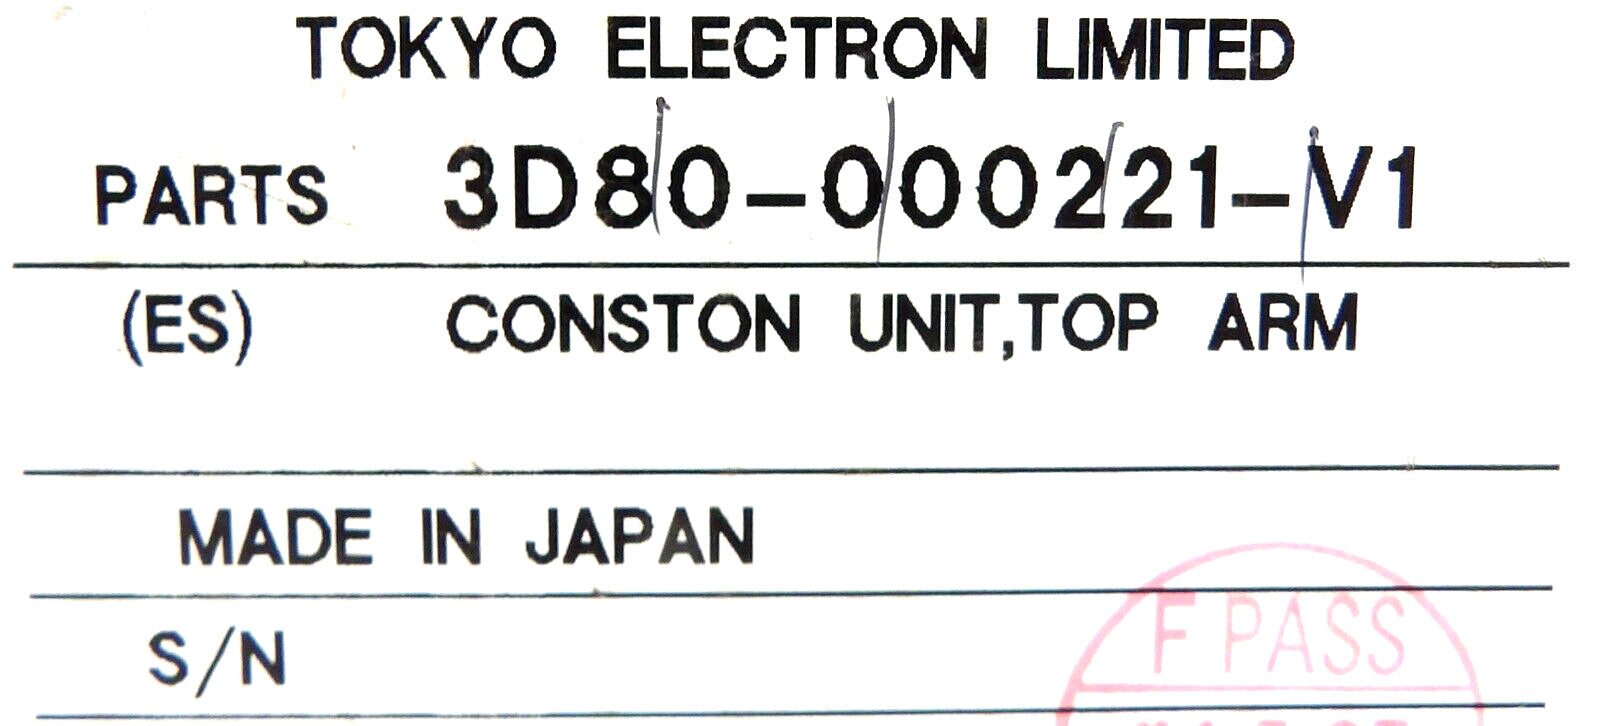 TOKYO ELECTRON LIMITED
PARTS 3D80-000221-V1
(ES) CONSTON UNIT,TOP ARM
MADE IN JAPAN
S/N
F PASS